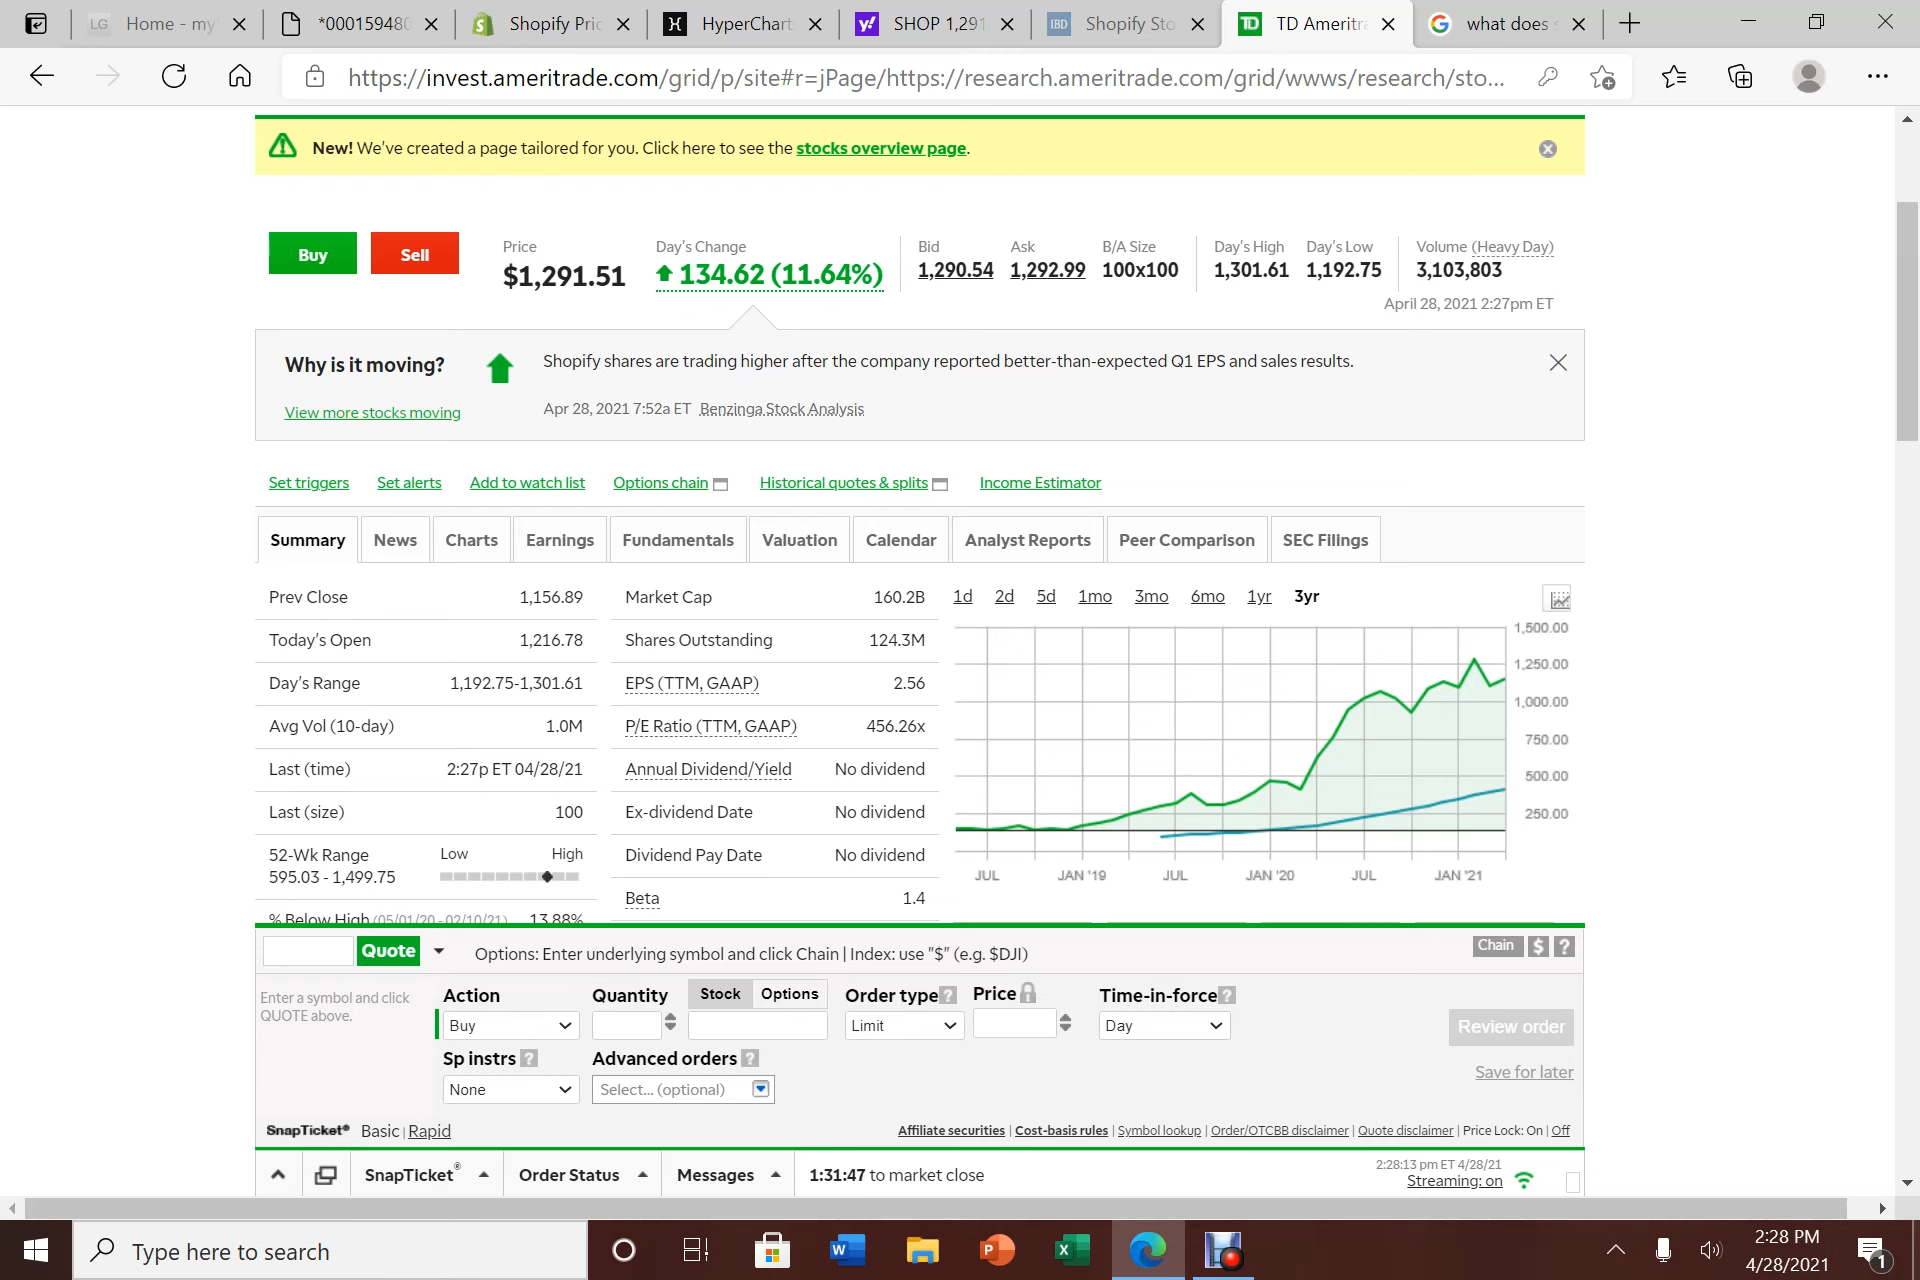 LG Home - my
*000159480
Shopify Pric
HyperChart
SHOP 1,291
IBD Shopify Sto
TD TD Ameritra
what does s
https://invest.ameritrade.com/grid/p/site#r=jPage/https://research.ameritrade.com/grid/wwws/research/sto...
New! We've created a page tailored for you. Click here to see the stocks overview page.
Buy
Sell
Price
$1,291.51
Day's Change
134.62 (11.64%)
Bid
1,290.54
Ask
1,292.99
B/A Size
100x100
Day's High
1,301.61
Day's Low
1,192.75
Volume (Heavy Day)
3,103,803
April 28, 2021 2:27pm ET
Why is it moving?
Shopify shares are trading higher after the company reported better-than-expected Q1 EPS and sales results.
View more stocks moving
Apr 28, 2021 7:52a ET Benzinga Stock Analysis
Set triggers Set alerts Add to watch list Options chain Historical quotes & splits Income Estimator
Summary News Charts Earnings Fundamentals Valuation Calendar Analyst Reports Peer Comparison SEC Filings
Prev Close 1,156.89
Today's Open 1,216.78
Day's Range 1,192.75-1,301.61
Avg Vol (10-day) 1.0M
Last (time) 2:27p ET 04/28/21
Last (size) 100
52-Wk Range Low High
595.03 - 1,499.75
% Below High (05/01/20 - 02/10/21) 13.88%
Market Cap 160.2B
Shares Outstanding 124.3M
EPS (TTM, GAAP) 2.56
P/E Ratio (TTM, GAAP) 456.26x
Annual Dividend/Yield No dividend
Ex-dividend Date No dividend
Dividend Pay Date No dividend
Beta 1.4
1d 2d 5d 1mo 3mo 6mo 1yr 3yr
1,500.00
1,250.00
1,000.00
750.00
500.00
250.00
JUL JAN '19 JUL JAN '20 JUL JAN '21
Quote Options: Enter underlying symbol and click Chain | Index: use "$" (e.g. $DJI) Chain $ ?
Enter a symbol and click
QUOTE above.
Action Quantity Stock Options Order type ? Price Time-in-force ?
Buy Limit Day
Review order
Sp instrs ? Advanced orders ?
None Select... (optional)
Save for later
SnapTicket® Basic | Rapid
Affiliate securities | Cost-basis rules | Symbol lookup | Order/OTCBB disclaimer | Quote disclaimer | Price Lock: On | Off
SnapTicket® Order Status Messages 1:31:47 to market close
2:28:13 pm ET 4/28/21
Streaming: on
Type here to search
2:28 PM
4/28/2021
1